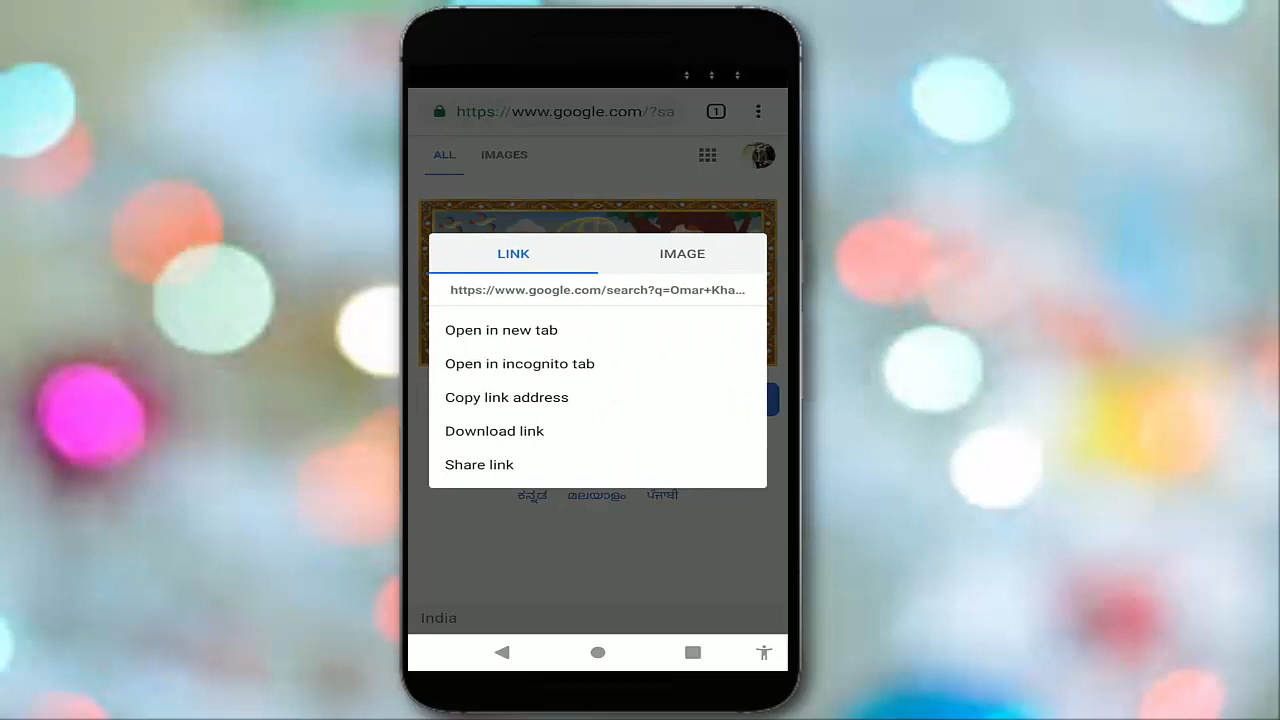 https://www.google.com/?sa
1
ALL IMAGES
LINK IMAGE
https://www.google.com/search?q=Omar+Kha...
Open in new tab
Open in incognito tab
Copy link address
Download link
Share link
ಕನ್ನಡ മലയാളം ਪੰਜਾਬੀ
India